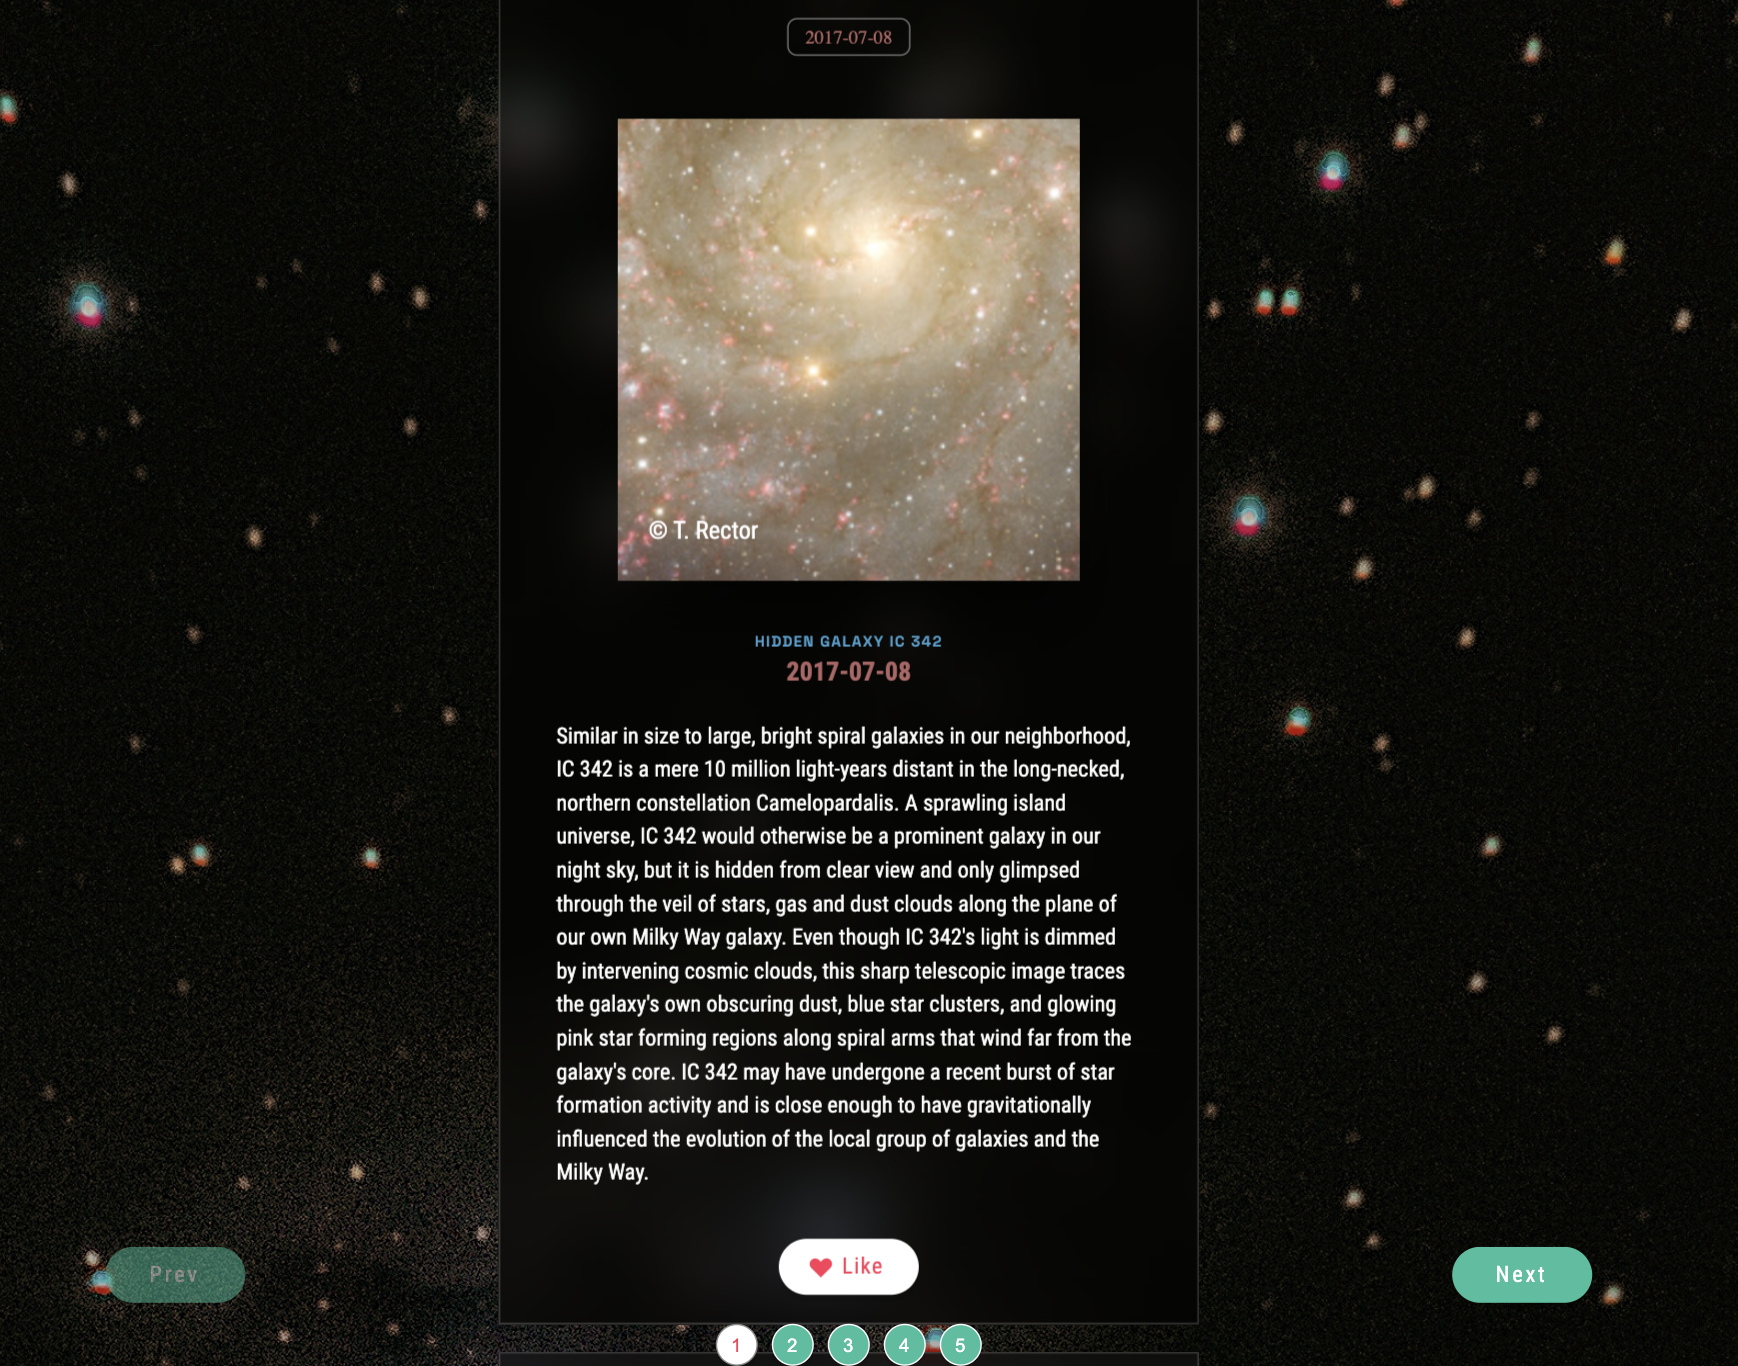 2017-07-08
© T. Rector
HIDDEN GALAXY IC 342
2017-07-08
Similar in size to large, bright spiral galaxies in our neighborhood,
IC 342 is a mere 10 million light-years distant in the long-necked,
northern constellation Camelopardalis. A sprawling island
universe, IC 342 would otherwise be a prominent galaxy in our
night sky, but it is hidden from clear view and only glimpsed
through the veil of stars, gas and dust clouds along the plane of
our own Milky Way galaxy. Even though IC 342's light is dimmed
by intervening cosmic clouds, this sharp telescopic image traces
the galaxy's own obscuring dust, blue star clusters, and glowing
pink star forming regions along spiral arms that wind far from the
galaxy's core. IC 342 may have undergone a recent burst of star
formation activity and is close enough to have gravitationally
influenced the evolution of the local group of galaxies and the
Milky Way.
Prev
Like
Next
1 2 3 4 5